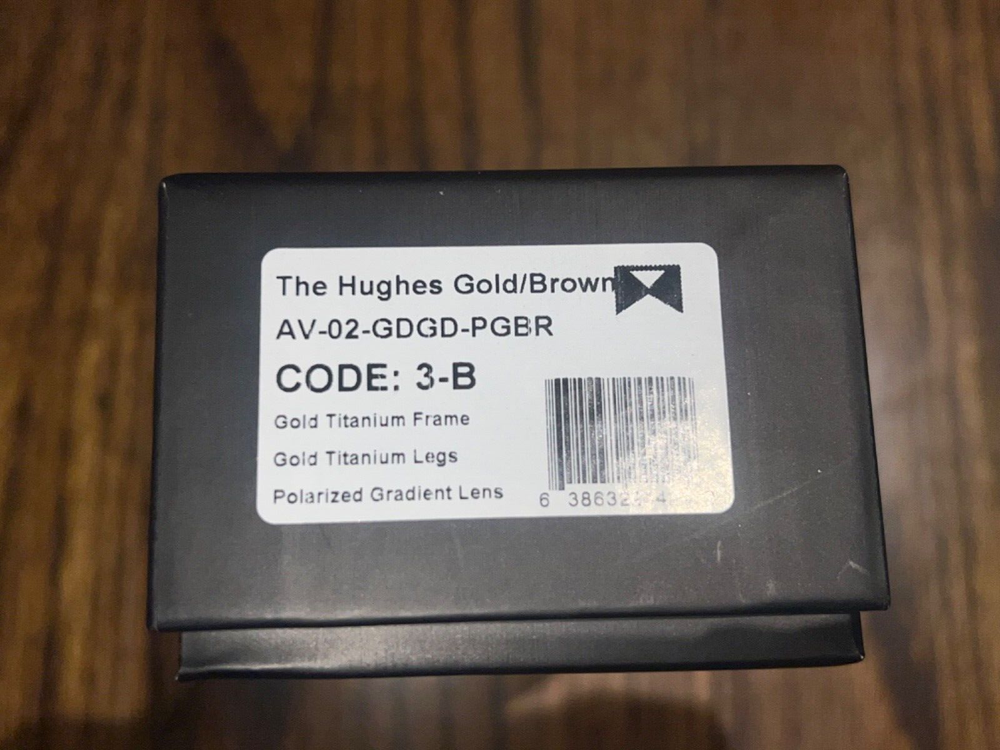 The Hughes Gold/Brown
AV-02-GDGD-PGBR
CODE: 3-B
Gold Titanium Frame
Gold Titanium Legs
Polarized Gradient Lens
6